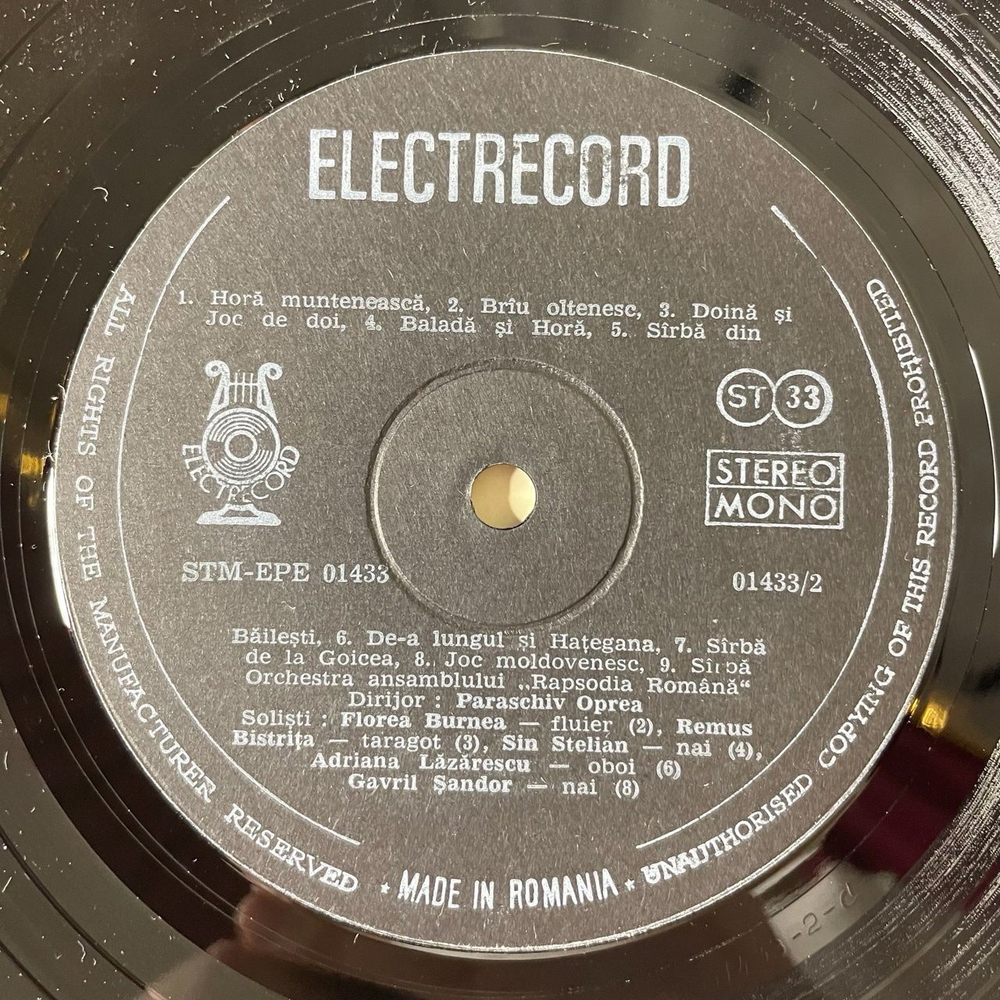 ELECTRECORD
1. Horă muntenească, 2. Brîu oltenesc, 3. Doină și
Joc de doi, 4. Baladă și Horă, 5. Sîrbă din
ELECTRECORD
ST 33
STEREO
MONO
STM-EPE 01433
01433/2
Băilești, 6. De-a lungul și Hațegana, 7. Sîrbă
de la Goicea, 8. Joc moldovenesc, 9. Sîrbă
Orchestra ansamblului „Rapsodia Română“
Dirijor : Paraschiv Oprea
Soliști : Florea Burnea — fluier (2), Remus
Bistrița — taragot (3), Sin Stelian — nai (4),
Adriana Lăzărescu — oboi (6)
Gavril Șandor — nai (8)
ALL RIGHTS OF THE MANUFACTURER RESERVED
* MADE IN ROMANIA *
UNAUTHORISED COPYING OF THIS RECORD PROHIBITED